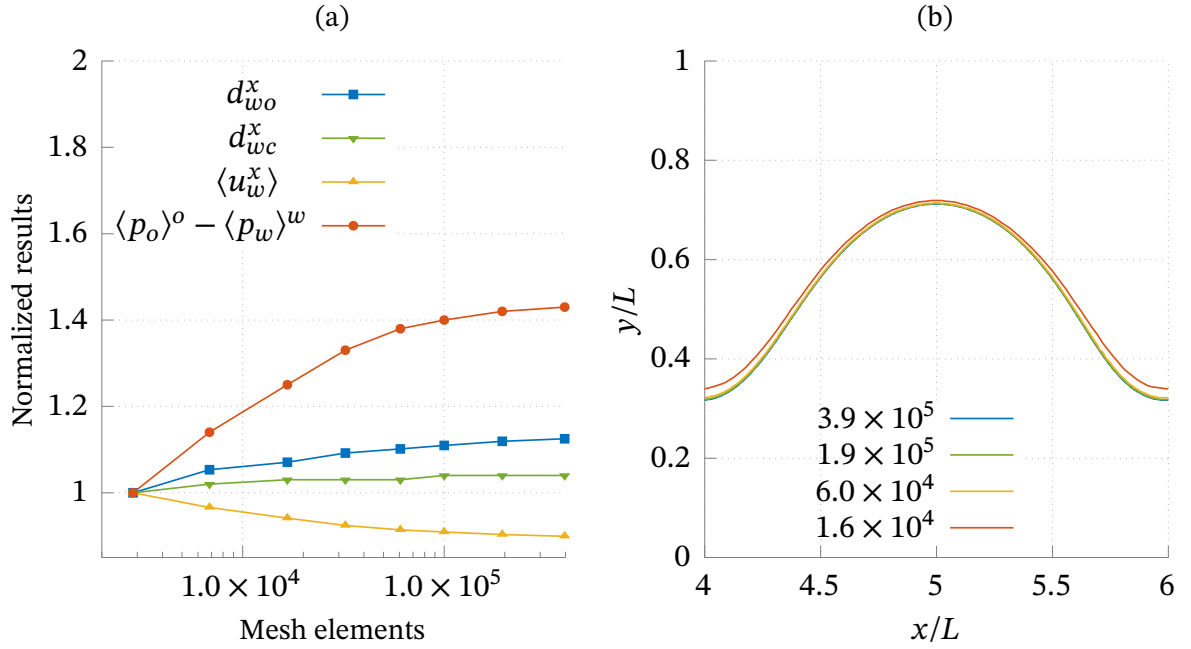 (a)
Normalized results
2
1.8
1.6
1.4
1.2
1
d_{wo}^{x}
d_{wc}^{x}
⟨u_{w}^{x}⟩
⟨p_o⟩^o − ⟨p_w⟩^w
1.0 × 10^4
1.0 × 10^5
Mesh elements
(b)
y/L
1
0.8
0.6
0.4
0.2
0
3.9 × 10^5
1.9 × 10^5
6.0 × 10^4
1.6 × 10^4
4 4.5 5 5.5 6
x/L